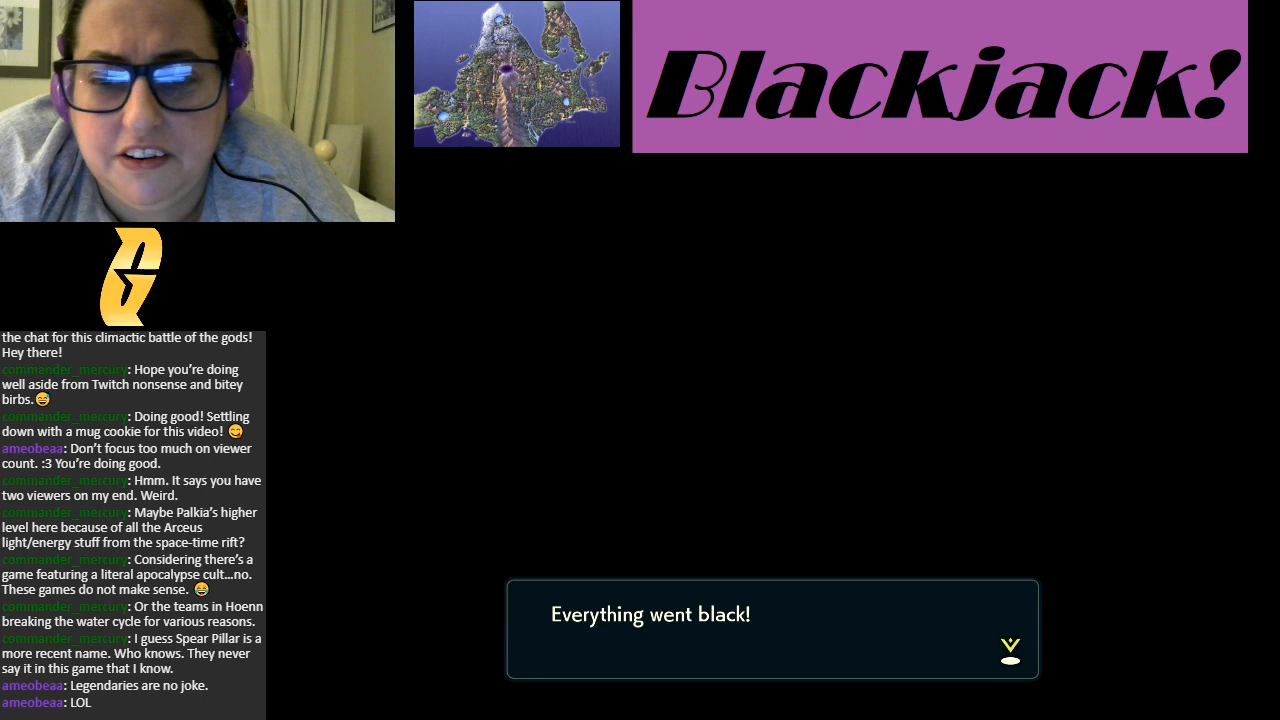 Blackjack!
the chat for this climactic battle of the gods!
Hey there!
commander_mercury: Hope you're doing
well aside from Twitch nonsense and bitey
birbs.😅
commander_mercury: Doing good! Settling
down with a mug cookie for this video! 😋
ameobeaa: Don't focus too much on viewer
count. :3 You're doing good.
commander_mercury: Hmm. It says you have
two viewers on my end. Weird.
commander_mercury: Maybe Palkia's higher
level here because of all the Arceus
light/energy stuff from the space-time rift?
commander_mercury: Considering there's a
game featuring a literal apocalypse cult...no.
These games do not make sense. 😂
commander_mercury: Or the teams in Hoenn
breaking the water cycle for various reasons.
commander_mercury: I guess Spear Pillar is a
more recent name. Who knows. They never
say it in this game that I know.
ameobeaa: Legendaries are no joke.
ameobeaa: LOL
Everything went black!